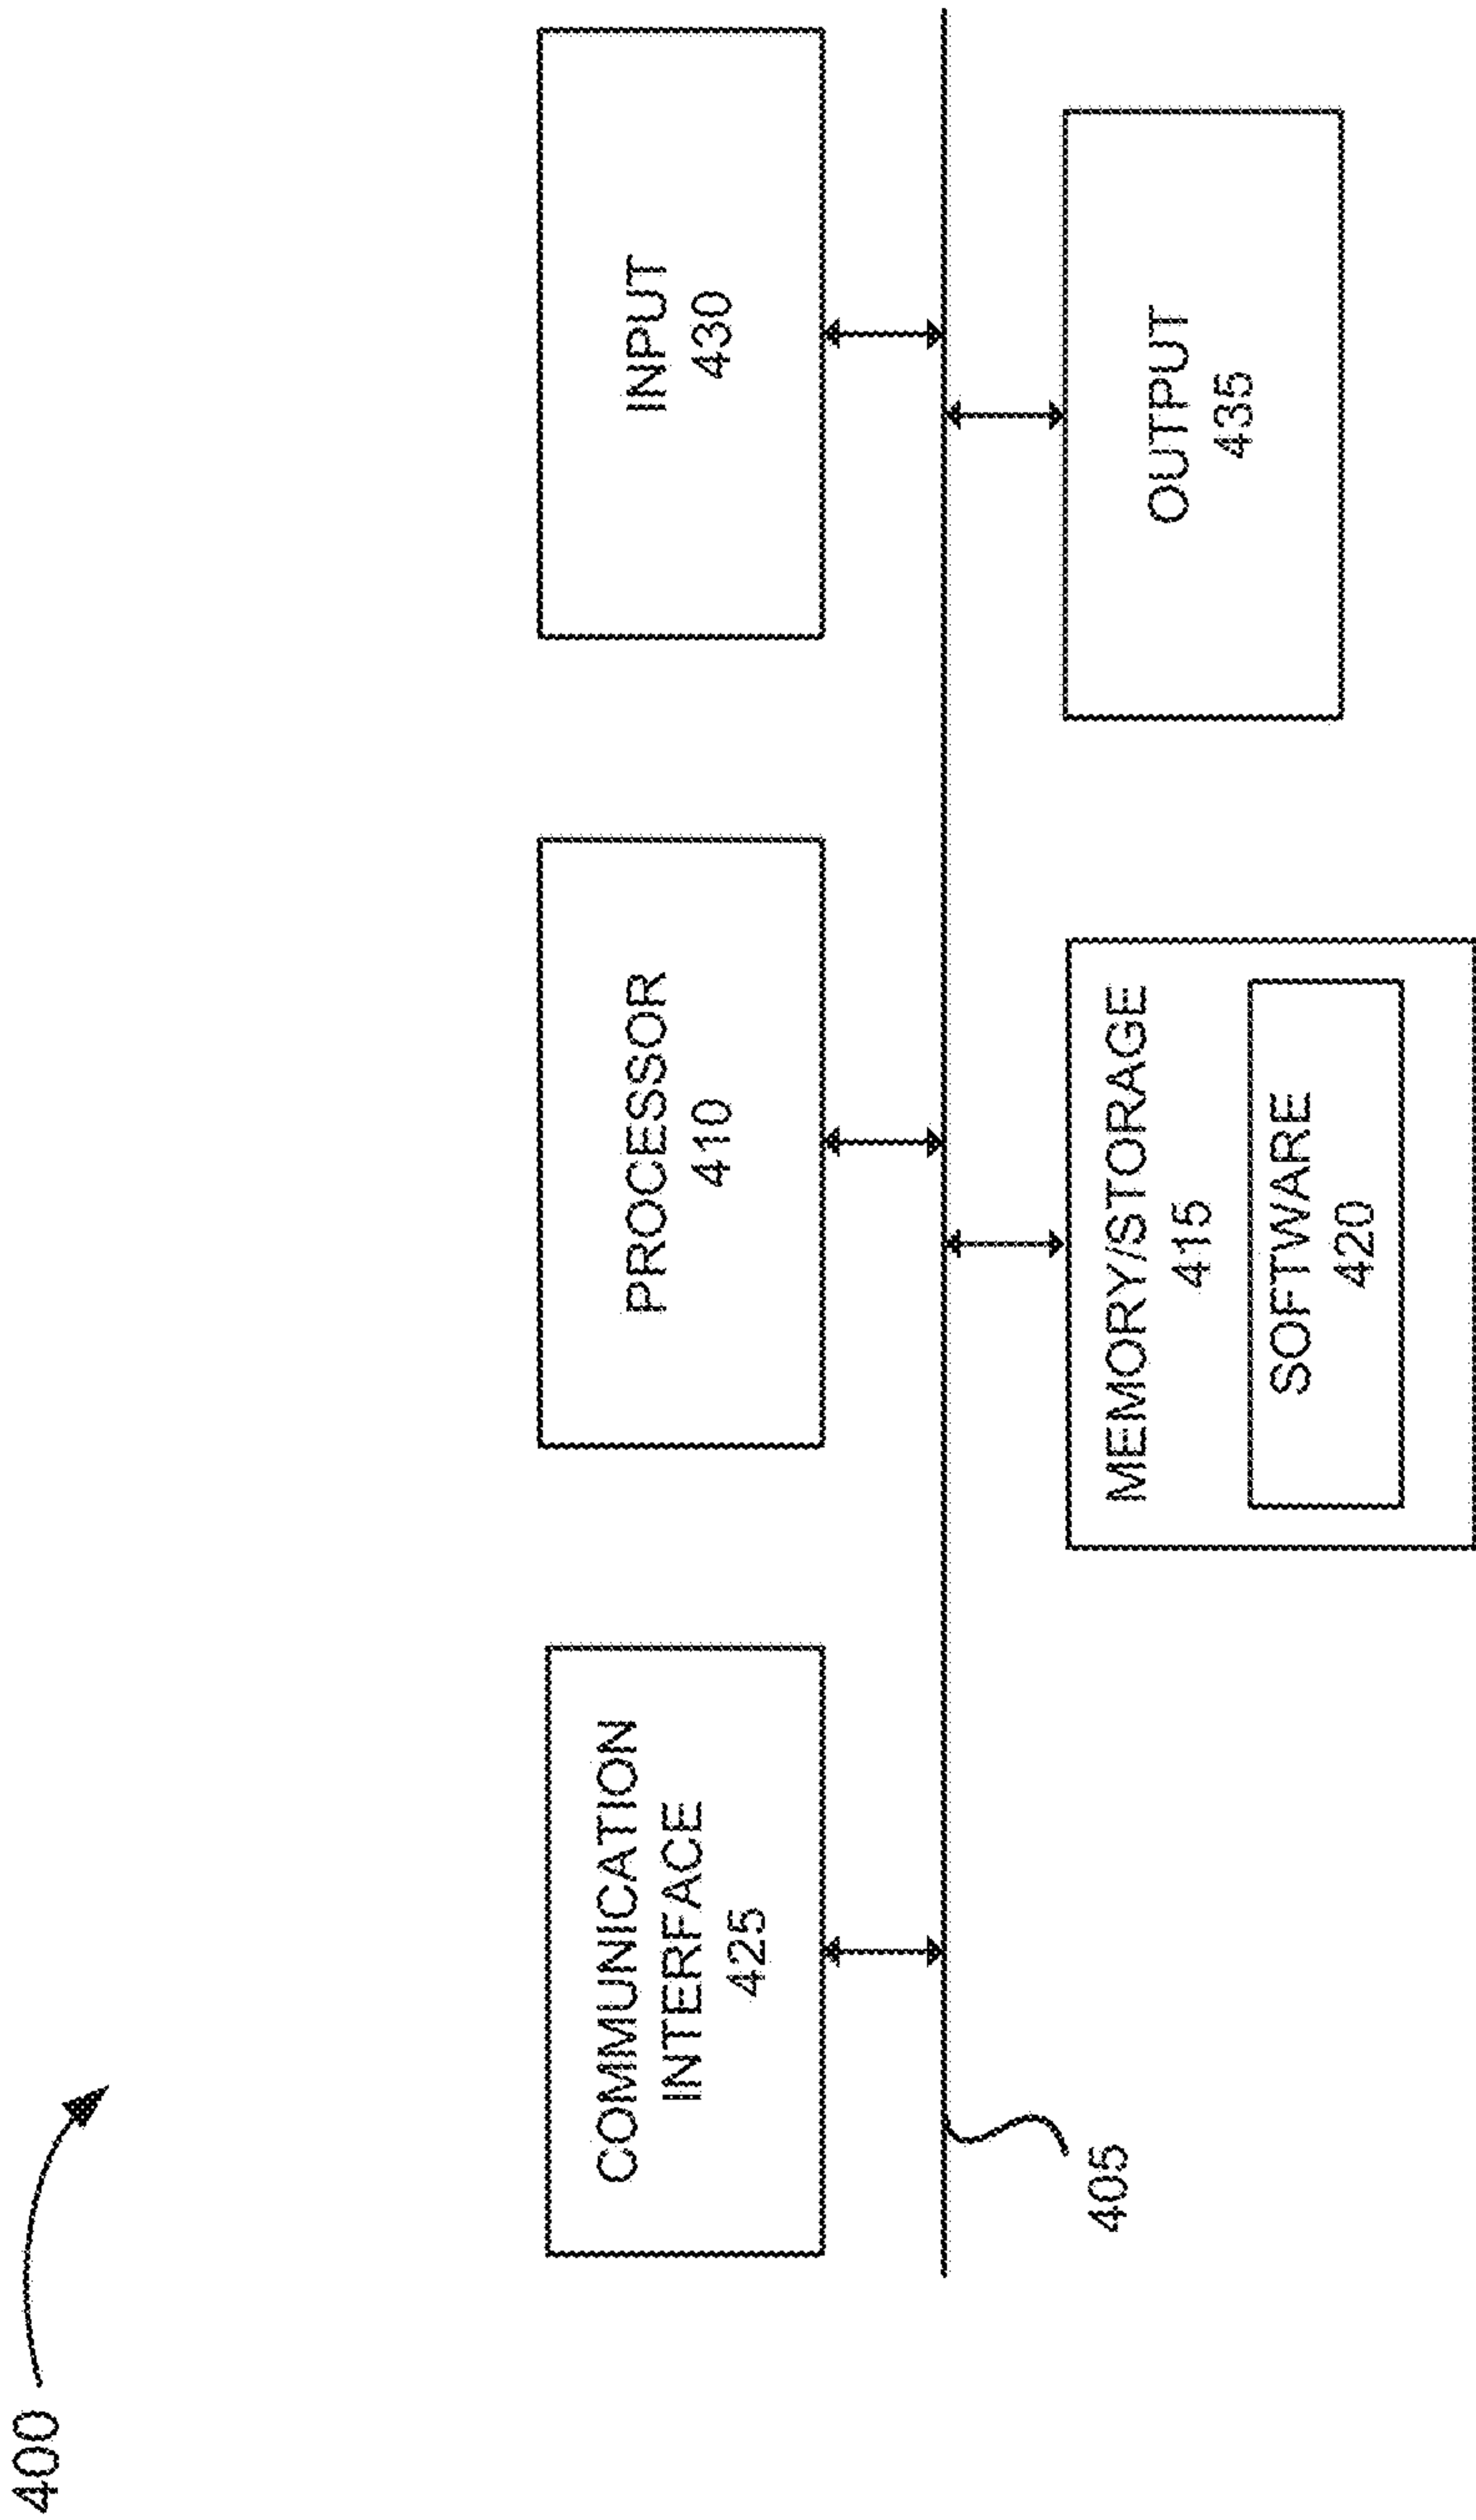 400
COMMUNICATION
INTERFACE
425
PROCESSOR
410
INPUT
430
405
MEMORY/STORAGE
415
SOFTWARE
420
OUTPUT
435